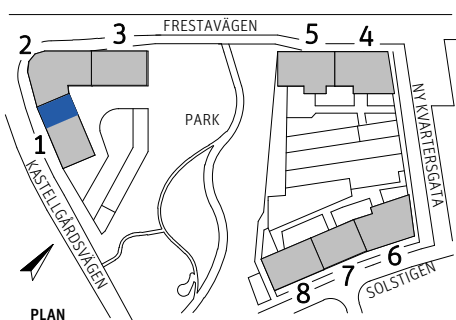 FRESTAVÄGEN
2
3
5
4
1
PARK
NY KVARTERSGATA
KASTELLGÅRDSVÄGEN
6
7
8
SOLSTIGEN
PLAN